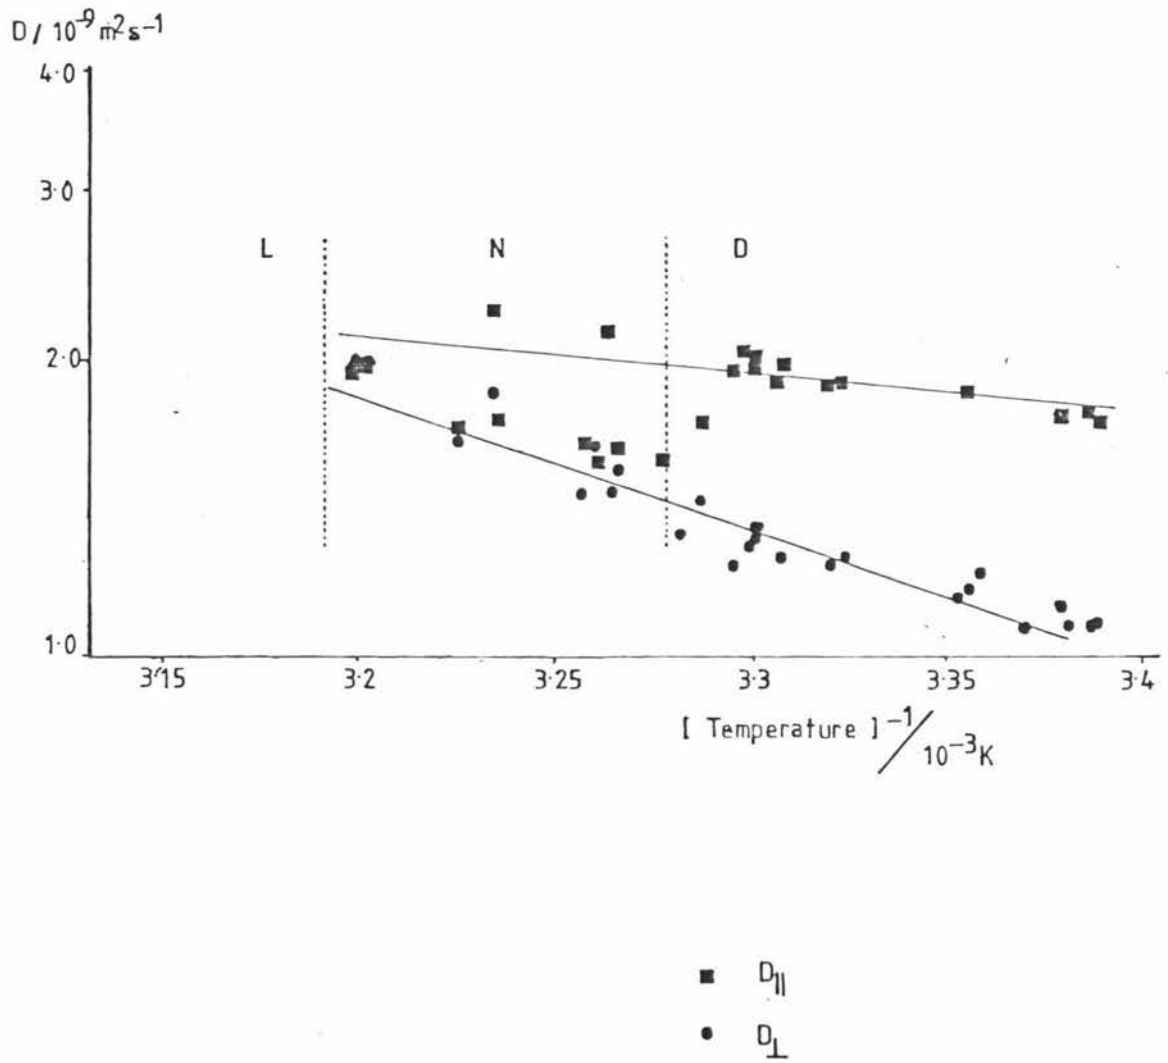 D / 10⁻⁹ m² s⁻¹
4·0
3·0
L N D
2·0
1·0
3·15 3·2 3·25 3·3 3·35 3·4
[ Temperature ]⁻¹/10⁻³K
■ D||
● D⊥